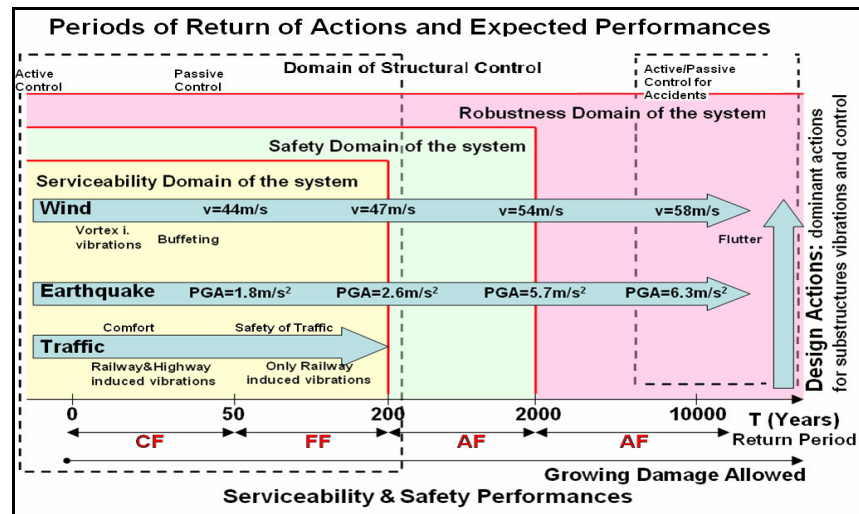 Periods of Return of Actions and Expected Performances
Active
Control
Passive
Control
Domain of Structural Control
Active/Passive
Control for
Accidents
Robustness Domain of the system
Safety Domain of the system
Serviceability Domain of the system
Wind v=44m/s v=47m/s v=54m/s v=58m/s
Vortex i.
vibrations
Buffeting
Flutter
Earthquake PGA=1.8m/s² PGA=2.6m/s² PGA=5.7m/s² PGA=6.3m/s²
Comfort Safety of Traffic
Traffic
Railway&Highway
induced vibrations
Only Railway
induced vibrations
Design Actions: dominant actions
for substructures vibrations and control
0 50 200 2000 10000 T (Years)
CF FF AF AF Return Period
Growing Damage Allowed
Serviceability & Safety Performances